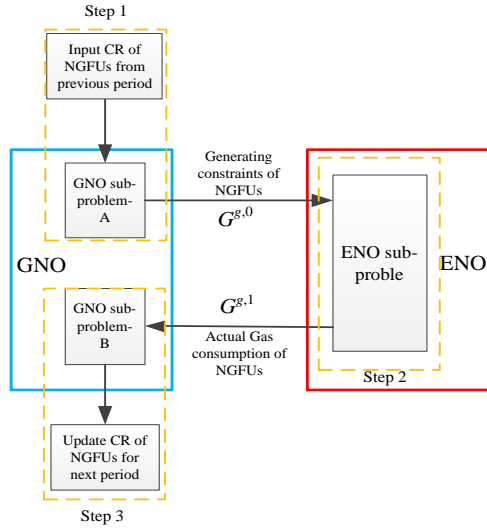 Step 1
Input CR of
NGFUs from
previous period
GNO sub-
problem-
A
Generating
constraints of
NGFUs
G^{g,0}
GNO
ENO sub-
proble
ENO
GNO sub-
problem-
B
G^{g,1}
Actual Gas
consumption of
NGFUs
Step 2
Update CR of
NGFUs for
next period
Step 3